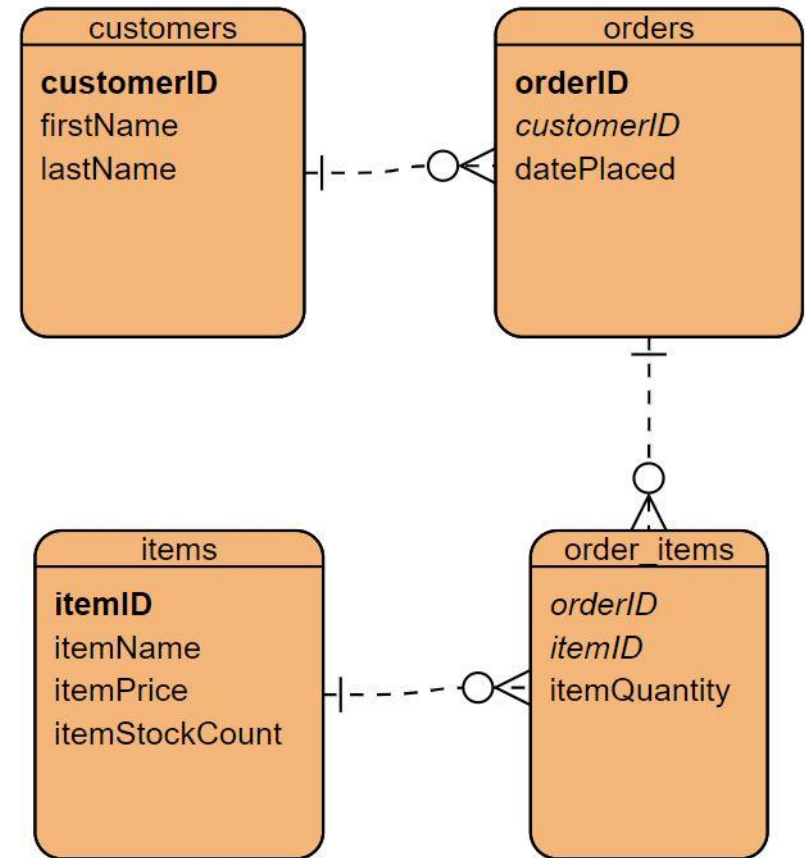 customers
customerID
firstName
lastName
orders
orderID
customerID
datePlaced
items
itemID
itemName
itemPrice
itemStockCount
order_items
orderID
itemID
itemQuantity